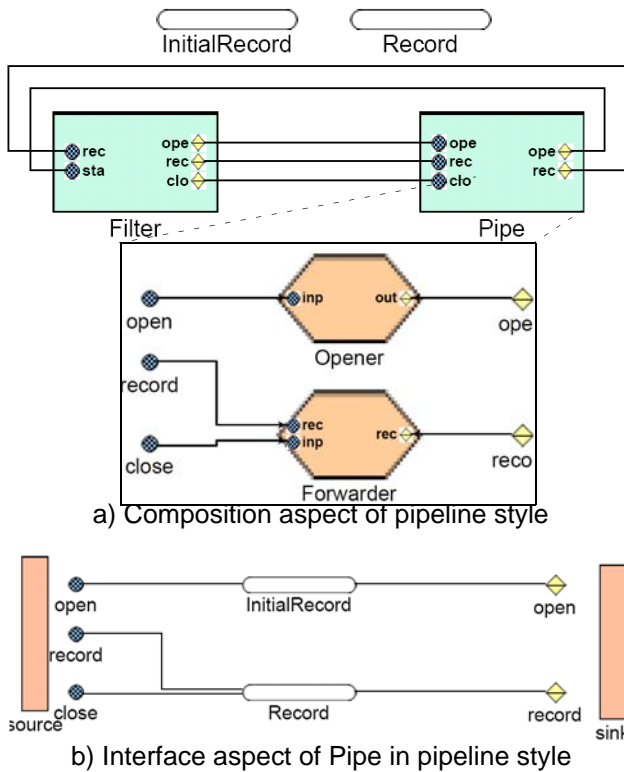 InitialRecord Record
rec ope ope ope
sta rec rec rec
clo clo
Filter Pipe
inp out
open ope
Opener
record
rec rec
inp
close reco
Forwarder
a) Composition aspect of pipeline style
open InitialRecord open
record
source close Record record sink
b) Interface aspect of Pipe in pipeline style